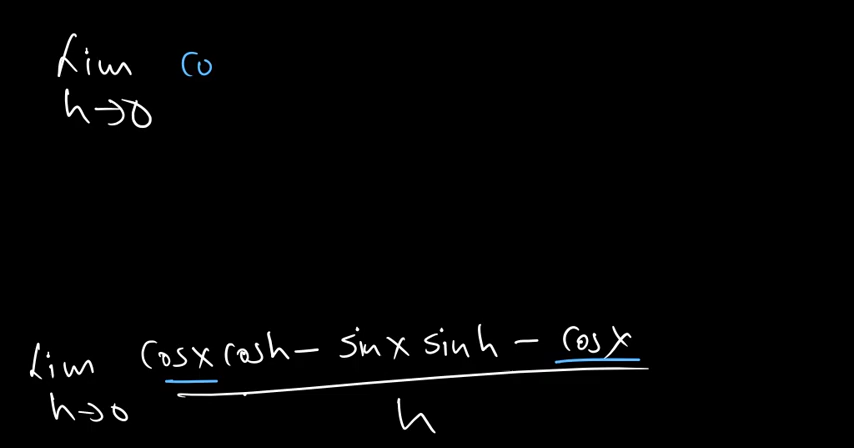 Lim co
h→0
Lim cosx cosh – sinx sinh – cosx
h→0 h